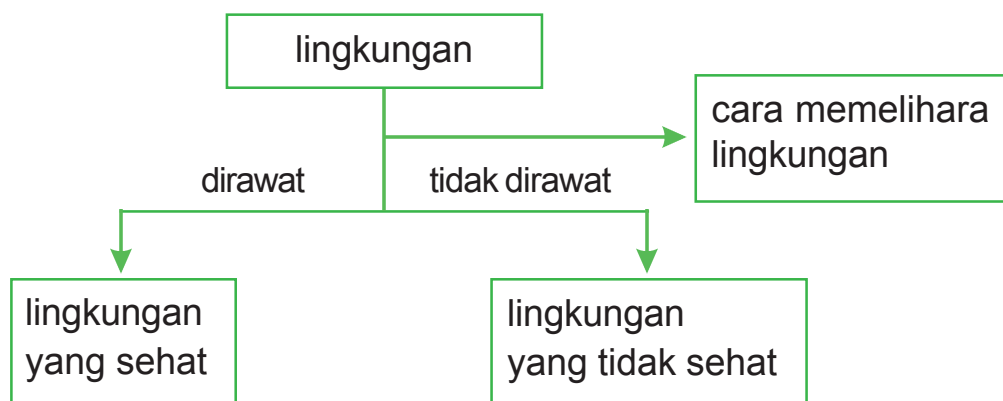 lingkungan
cara memelihara
lingkungan
dirawat
tidak dirawat
lingkungan
yang sehat
lingkungan
yang tidak sehat